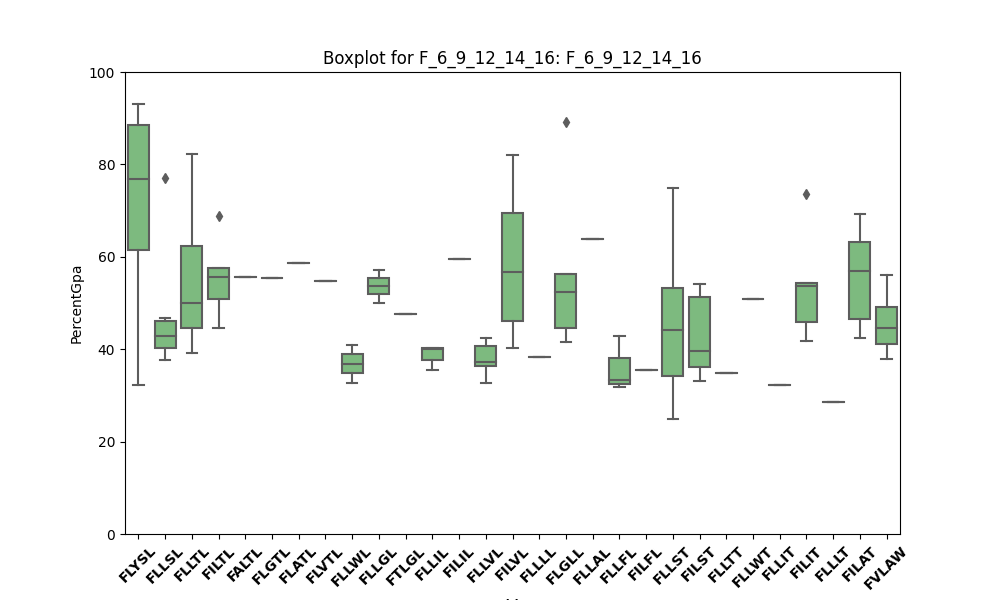 Boxplot for F_6_9_12_14_16: F_6_9_12_14_16
100
80
60
40
20
0
PercentGpa
FLYSL FLLSL FLLTL FILTL FALTL FLGTL FLATL FLVTL FLLWL FLLGL FTLGL FLLIL FILIL FLLVL FILVL FLLLL FLGLL FLLAL FLLFL FILFL FLLST FILST FLLTT FLLWT FLLIT FILIT FLLLT FILAT FVLAW